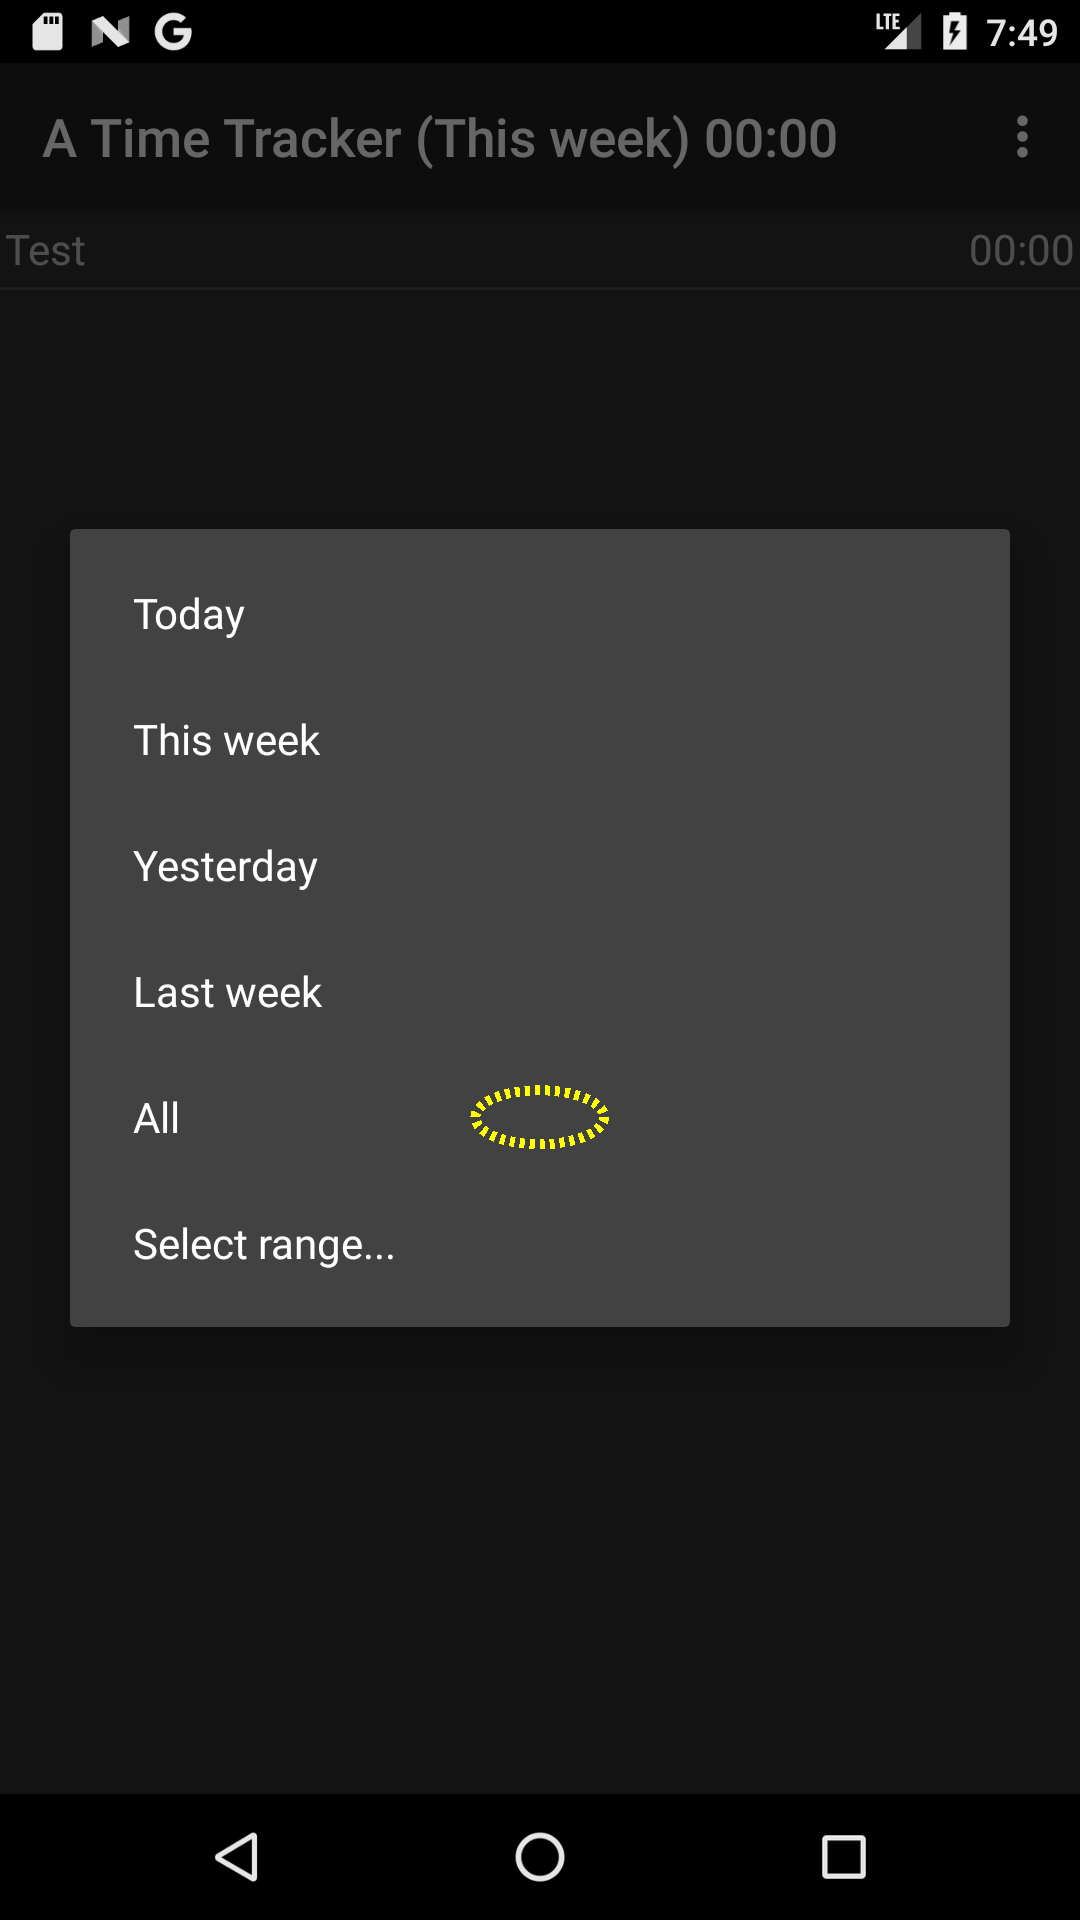 LTE 7:49
A Time Tracker (This week) 00:00
Test 00:00
Today
This week
Yesterday
Last week
All
Select range...